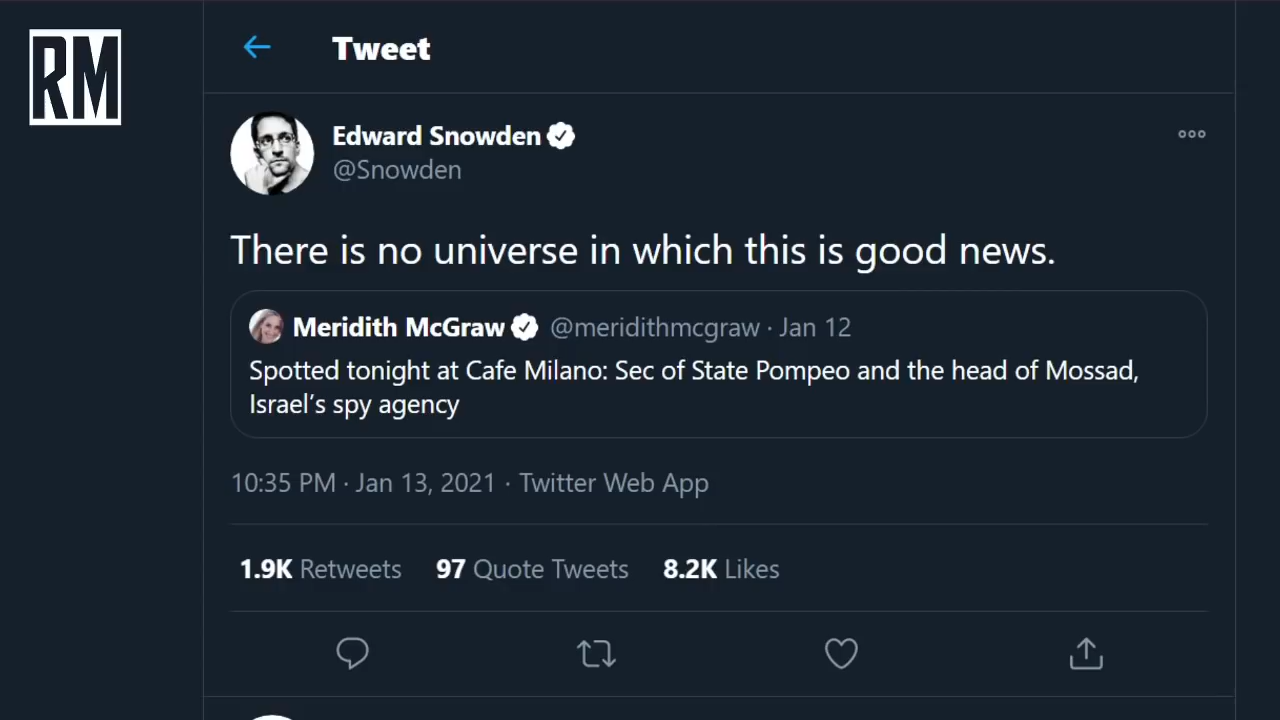 RM
Tweet
Edward Snowden
@Snowden
There is no universe in which this is good news.
Meridith McGraw @meridithmcgraw · Jan 12
Spotted tonight at Cafe Milano: Sec of State Pompeo and the head of Mossad,
Israel’s spy agency
10:35 PM · Jan 13, 2021 · Twitter Web App
1.9K Retweets 97 Quote Tweets 8.2K Likes